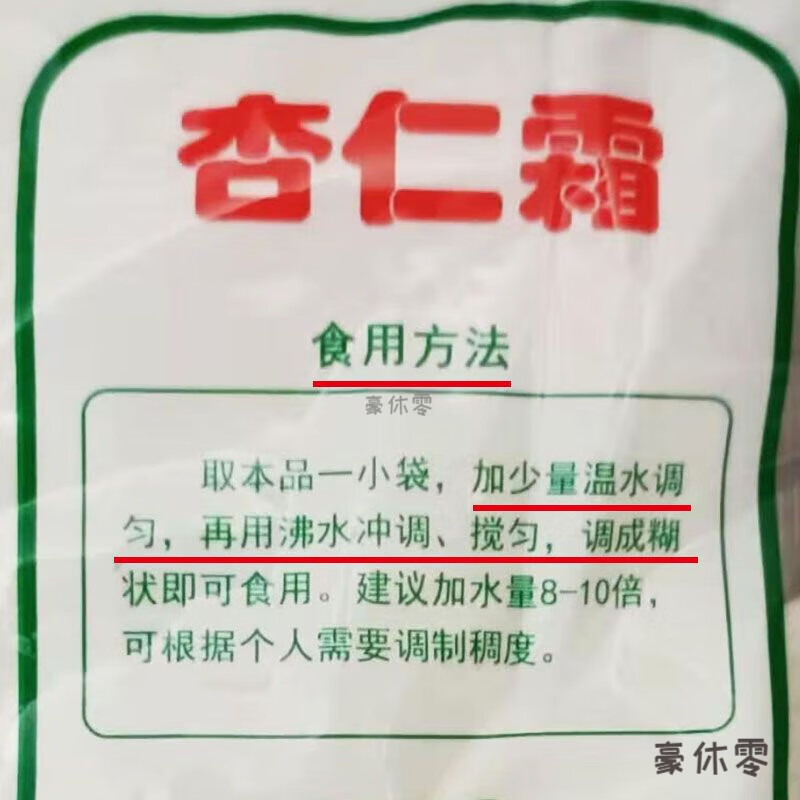 杏仁霜
食用方法
豪休零
取本品一小袋，加少量温水调
匀，再用沸水冲调、搅匀，调成糊
状即可食用。建议加水量8-10倍，
可根据个人需要调制稠度。
豪休零